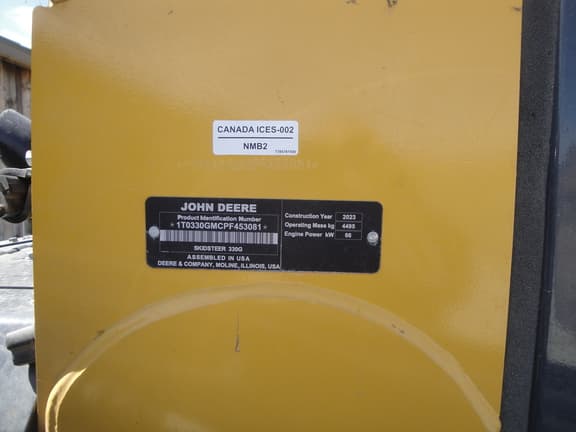 CANADA ICES-002
NMB2
JOHN DEERE
Product Identification Number
*1T0330GMCPF453081*
SKIDSTEER 330G
ASSEMBLED IN USA
DEERE & COMPANY, MOLINE, ILLINOIS, USA
Construction Year 2023
Operating Mass kg 4495
Engine Power kW 66